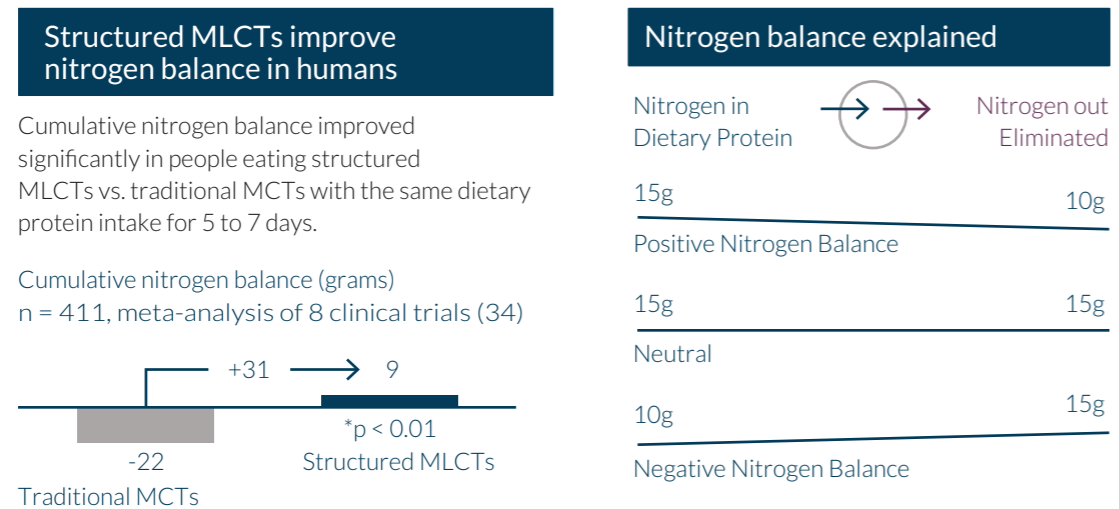 Structured MLCTs improve
nitrogen balance in humans
Cumulative nitrogen balance improved
significantly in people eating structured
MLCTs vs. traditional MCTs with the same dietary
protein intake for 5 to 7 days.
Cumulative nitrogen balance (grams)
n = 411, meta-analysis of 8 clinical trials (34)
+31 9
*p < 0.01
-22 Structured MLCTs
Traditional MCTs
Nitrogen balance explained
Nitrogen in Nitrogen out
Dietary Protein Eliminated
15g 10g
Positive Nitrogen Balance
15g 15g
Neutral
10g 15g
Negative Nitrogen Balance